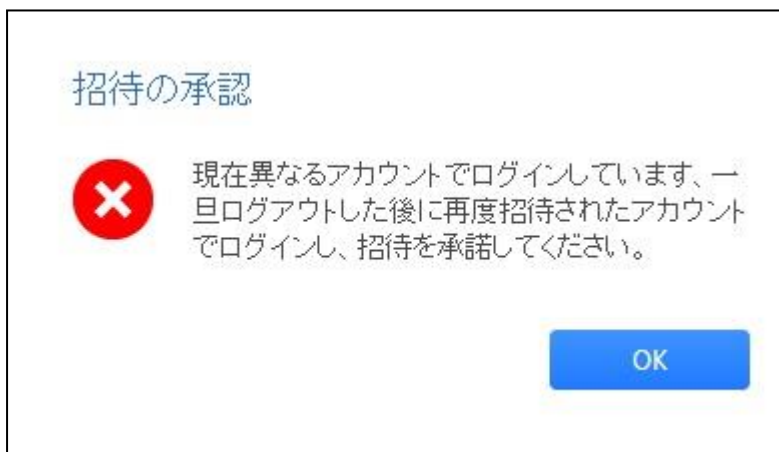 招待の承認
現在異なるアカウントでログインしています、一
旦ログアウトした後に再度招待されたアカウント
でログインし、招待を承諾してください。
OK